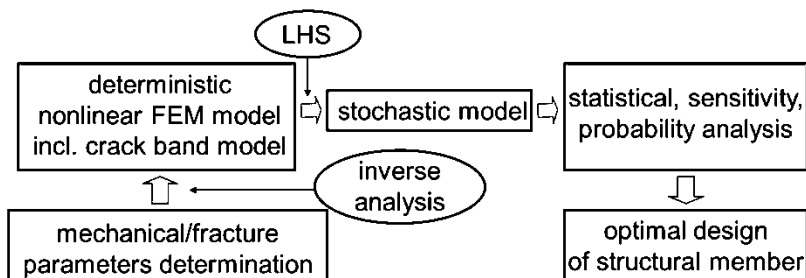 LHS
deterministic
nonlinear FEM model
incl. crack band model
stochastic model
statistical, sensitivity,
probability analysis
inverse
analysis
mechanical/fracture
parameters determination
optimal design
of structural member